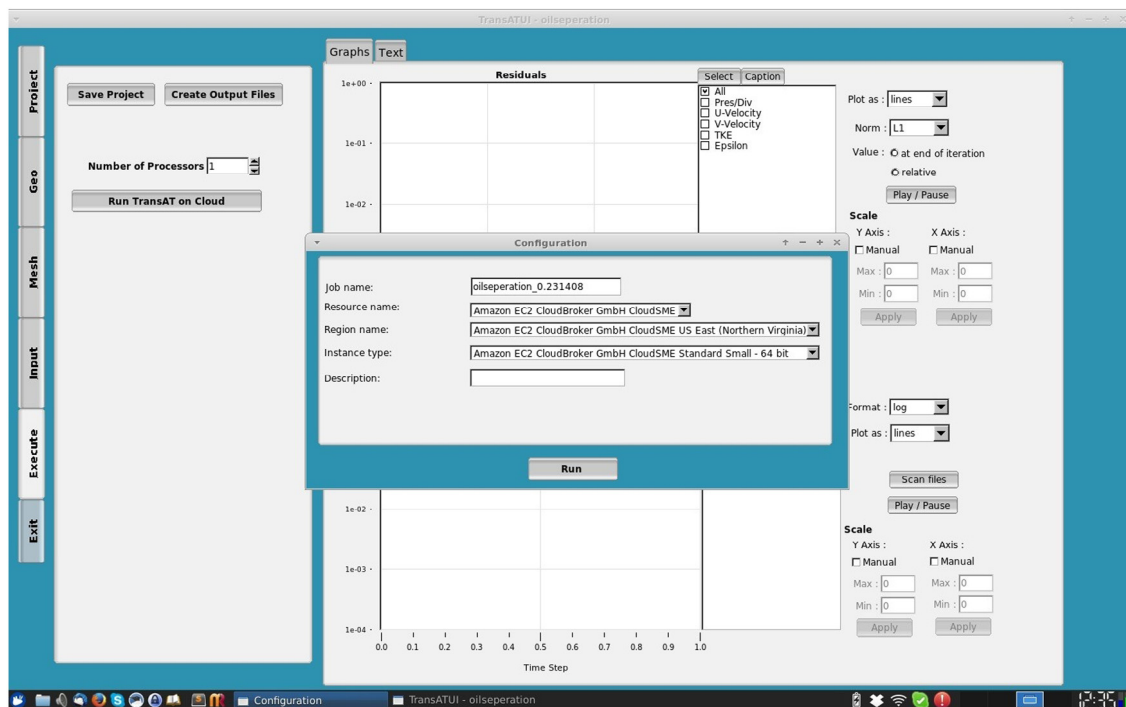 TransATUI - oilseperation
Project
Geo
Mesh
Input
Execute
Exit
Save Project
Create Output Files
Number of Processors 1
Run TransAT on Cloud
Graphs Text
Residuals
1e+00
1e-01
1e-02
Select Caption
All
Pres/Div
U-Velocity
V-Velocity
TKE
Epsilon
Plot as : lines
Norm : L1
Value : at end of iteration
relative
Play / Pause
Scale
Y Axis : X Axis :
Manual Manual
Max : 0 Max : 0
Min : 0 Min : 0
Apply Apply
Configuration
Job name: oilseperation_0.231408
Resource name: Amazon EC2 CloudBroker GmbH CloudSME
Region name: Amazon EC2 CloudBroker GmbH CloudSME US East (Northern Virginia)
Instance type: Amazon EC2 CloudBroker GmbH CloudSME Standard Small - 64 bit
Description:
Run
Format : log
Plot as : lines
Scan files
Play / Pause
Scale
Y Axis : X Axis :
Manual Manual
Max : 0 Max : 0
Min : 0 Min : 0
Apply Apply
1e-02
1e-03
1e-04
0.0 0.1 0.2 0.3 0.4 0.5 0.6 0.7 0.8 0.9 1.0
Time Step
Configuration
TransATUI - oilseperation
12:35